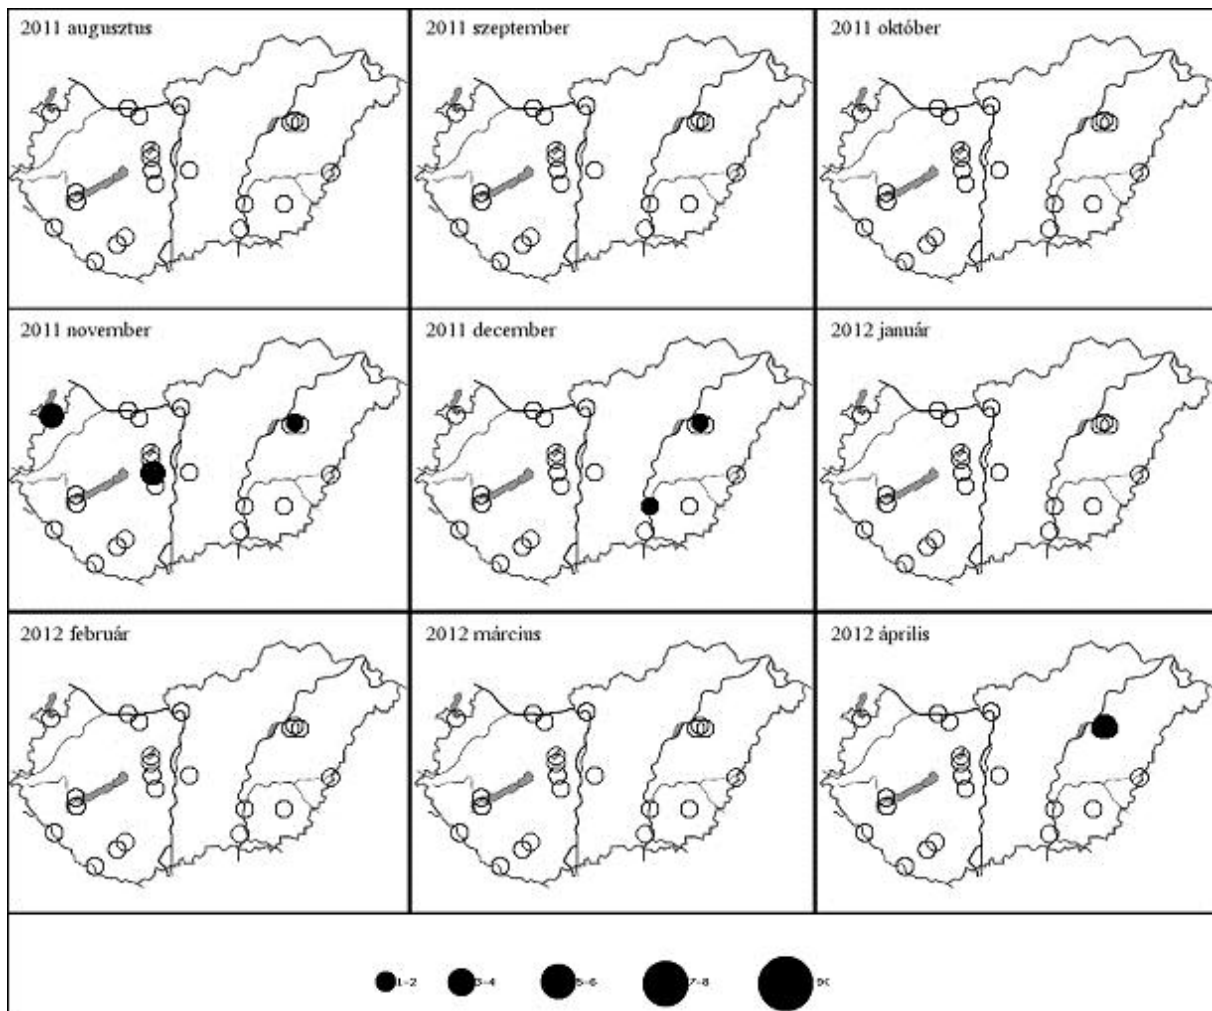 2011 augusztus
2011 szeptember
2011 október
2011 november
2011 december
2012 január
2012 február
2012 március
2012 április
1-2
3-4
5-6
7-8